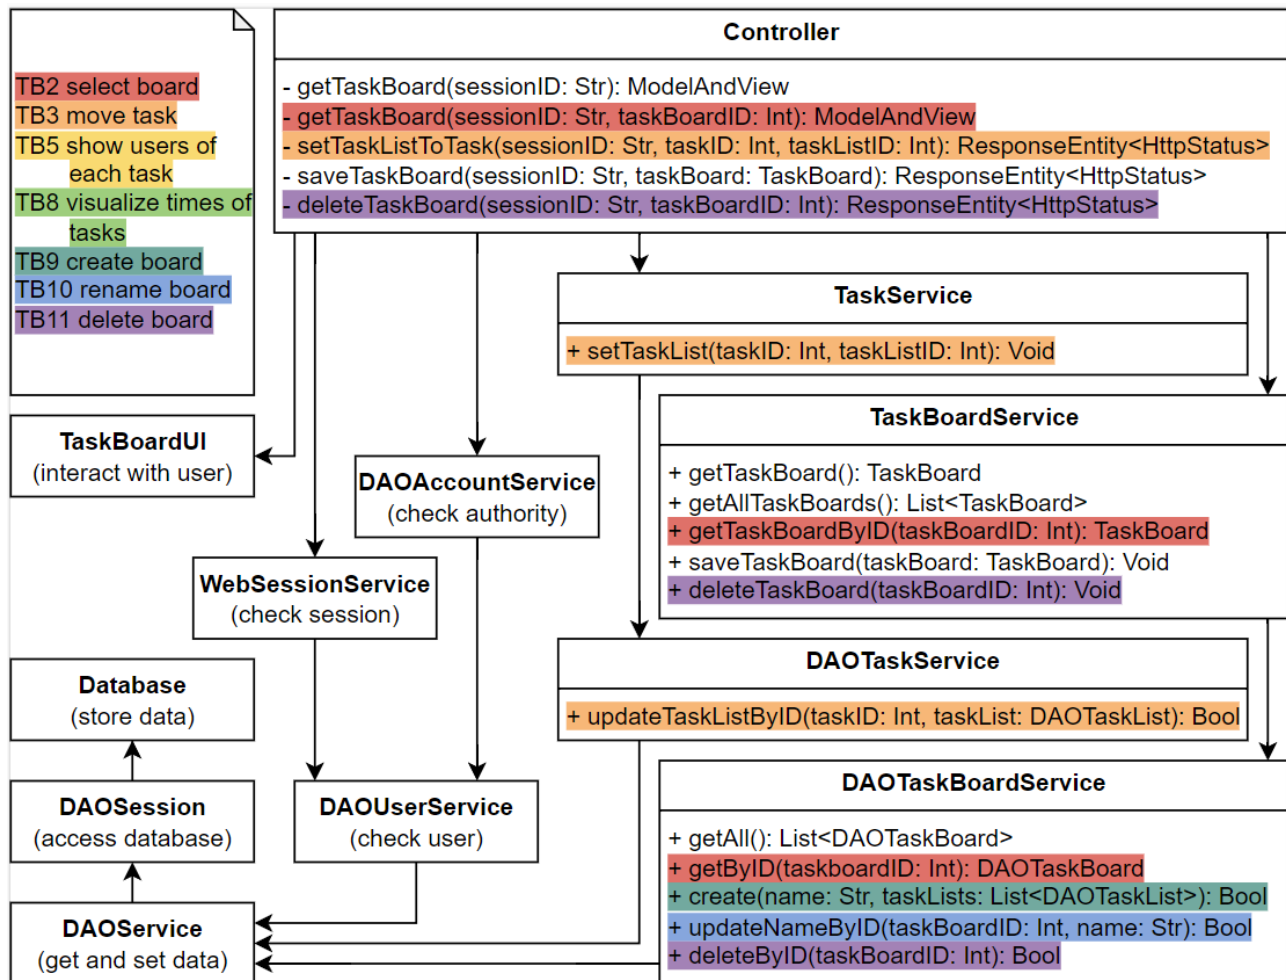 TB2 select board
TB3 move task
TB5 show users of
each task
TB8 visualize times of
tasks
TB9 create board
TB10 rename board
TB11 delete board
Controller
- getTaskBoard(sessionID: Str): ModelAndView
- getTaskBoard(sessionID: Str, taskBoardID: Int): ModelAndView
- setTaskListToTask(sessionID: Str, taskID: Int, taskListID: Int): ResponseEntity<HttpStatus>
- saveTaskBoard(sessionID: Str, taskBoard: TaskBoard): ResponseEntity<HttpStatus>
- deleteTaskBoard(sessionID: Str, taskBoardID: Int): ResponseEntity<HttpStatus>
TaskService
+ setTaskList(taskID: Int, taskListID: Int): Void
TaskBoardService
+ getTaskBoard(): TaskBoard
+ getAllTaskBoards(): List<TaskBoard>
+ getTaskBoardByID(taskBoardID: Int): TaskBoard
+ saveTaskBoard(taskBoard: TaskBoard): Void
+ deleteTaskBoard(taskBoardID: Int): Void
TaskBoardUI
(interact with user)
DAOAccountService
(check authority)
WebSessionService
(check session)
DAOTaskService
+ updateTaskListByID(taskID: Int, taskList: DAOTaskList): Bool
Database
(store data)
DAOSession
(access database)
DAOUserService
(check user)
DAOTaskBoardService
+ getAll(): List<DAOTaskBoard>
+ getByID(taskboardID: Int): DAOTaskBoard
+ create(name: Str, taskLists: List<DAOTaskList>): Bool
+ updateNameByID(taskBoardID: Int, name: Str): Bool
+ deleteByID(taskBoardID: Int): Bool
DAOService
(get and set data)